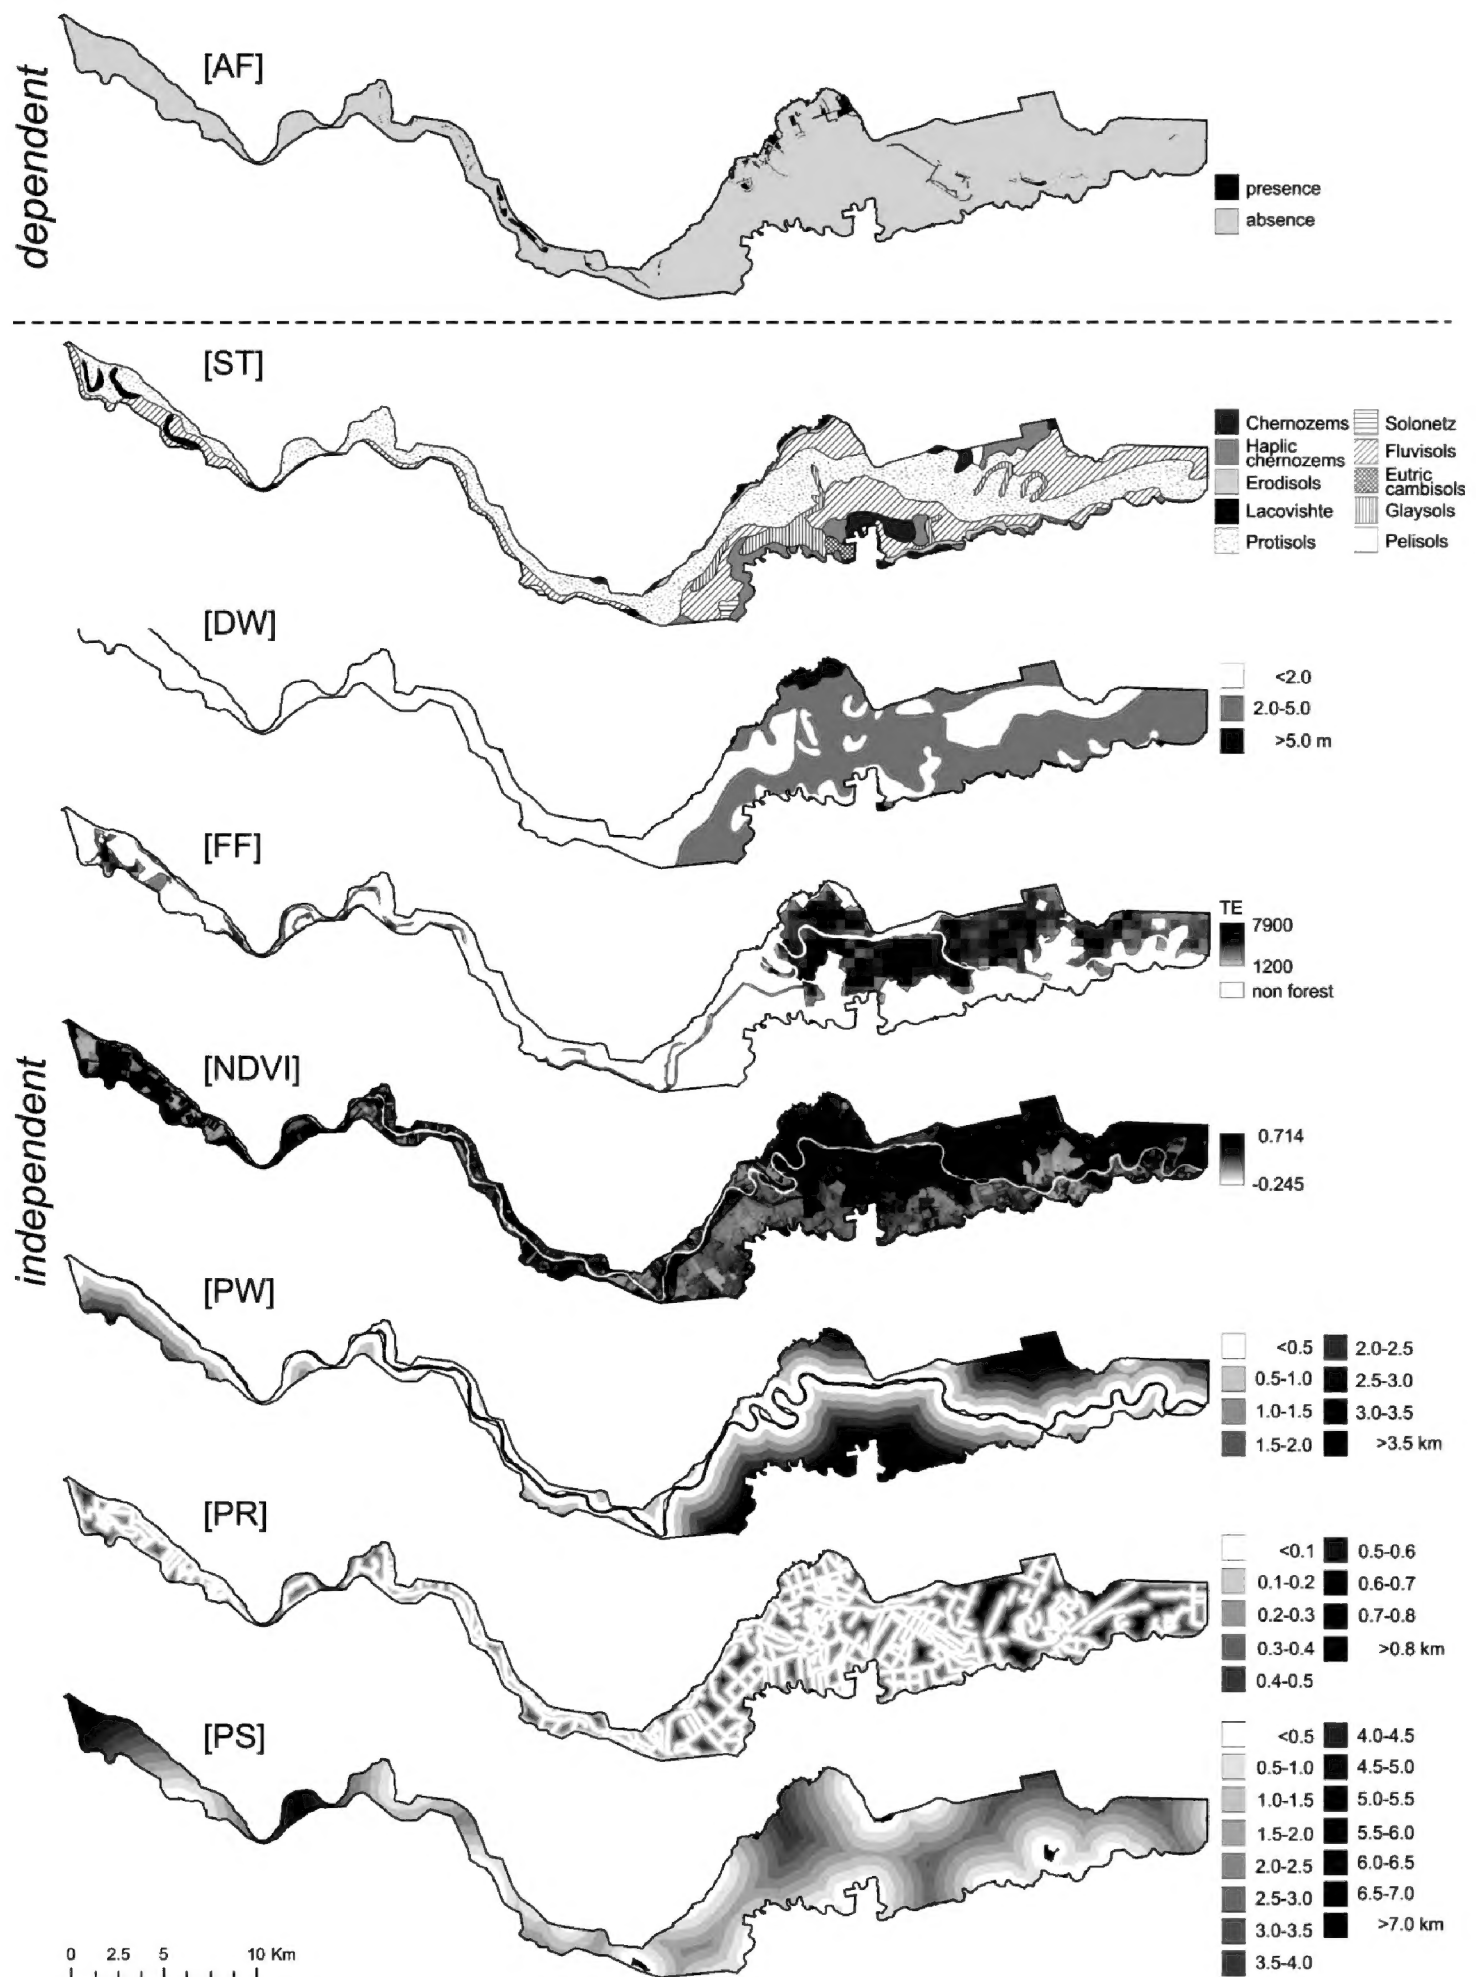 dependent
[AF]
presence
absence
independent
[ST]
Chernozems
Haplic
chernozems
Erodisols
Lacovishte
Protisols
Solonetz
Fluvisols
Eutric
cambisols
Glaysols
Pelisols
[DW]
<2.0
2.0-5.0
>5.0 m
[FF]
TE
7900
1200
non forest
[NDVI]
0.714
-0.245
[PW]
<0.5
0.5-1.0
1.0-1.5
1.5-2.0
2.0-2.5
2.5-3.0
3.0-3.5
>3.5 km
[PR]
<0.1
0.1-0.2
0.2-0.3
0.3-0.4
0.4-0.5
0.5-0.6
0.6-0.7
0.7-0.8
>0.8 km
[PS]
<0.5
0.5-1.0
1.0-1.5
1.5-2.0
2.0-2.5
2.5-3.0
3.0-3.5
3.5-4.0
4.0-4.5
4.5-5.0
5.0-5.5
5.5-6.0
6.0-6.5
6.5-7.0
>7.0 km
0 2.5 5 10 Km